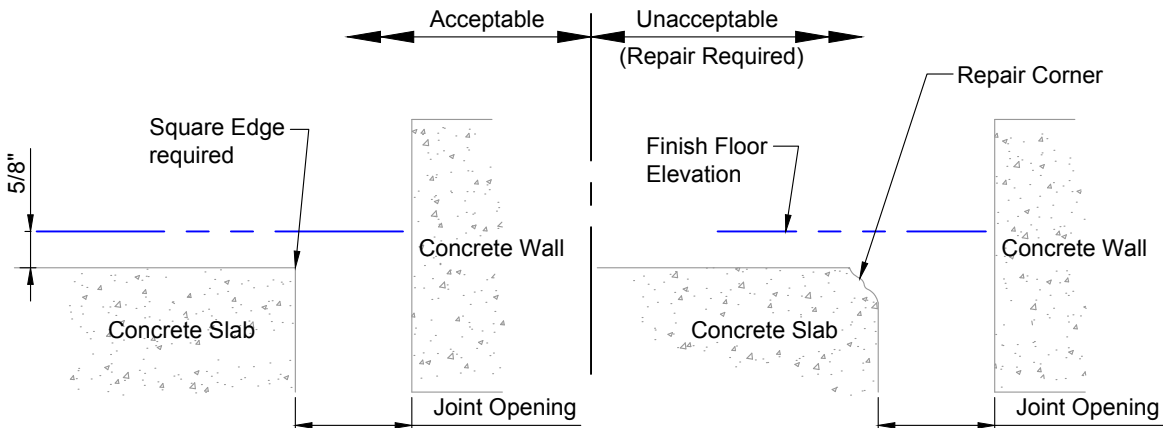 Acceptable
Unacceptable
(Repair Required)
Repair Corner
Square Edge
required
Finish Floor
Elevation
5/8"
Concrete Wall
Concrete Wall
Concrete Slab
Concrete Slab
Joint Opening
Joint Opening